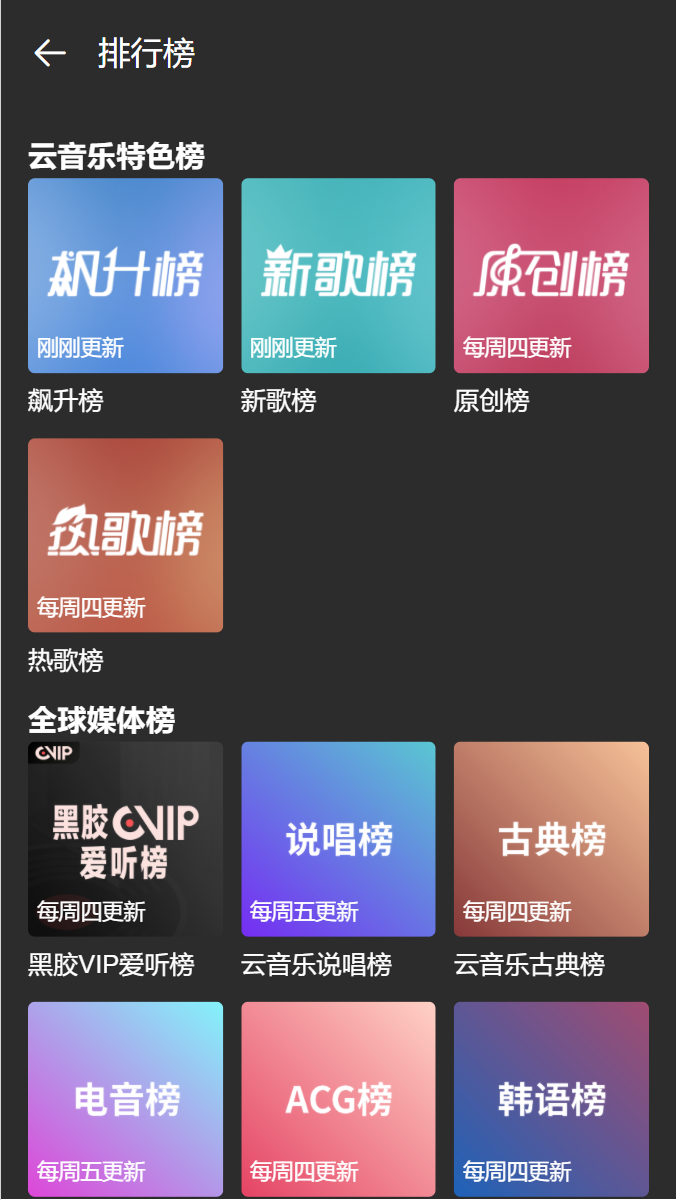 排行榜
云音乐特色榜
飙升榜
刚刚更新
新歌榜
刚刚更新
原创榜
每周四更新
飙升榜
新歌榜
原创榜
热歌榜
每周四更新
热歌榜
全球媒体榜
VIP
黑胶VIP
爱听榜
每周四更新
说唱榜
每周五更新
古典榜
每周四更新
黑胶VIP爱听榜
云音乐说唱榜
云音乐古典榜
电音榜
每周五更新
ACG榜
每周四更新
韩语榜
每周四更新